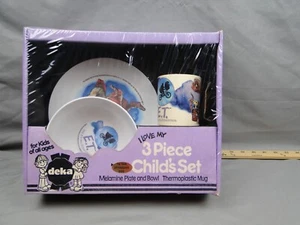 for Kids
of all ages
deka
I LOVE MY
3 Piece
Child's Set
Melamine Plate and Bowl Thermoplastic Mug
E.T.
E.T.